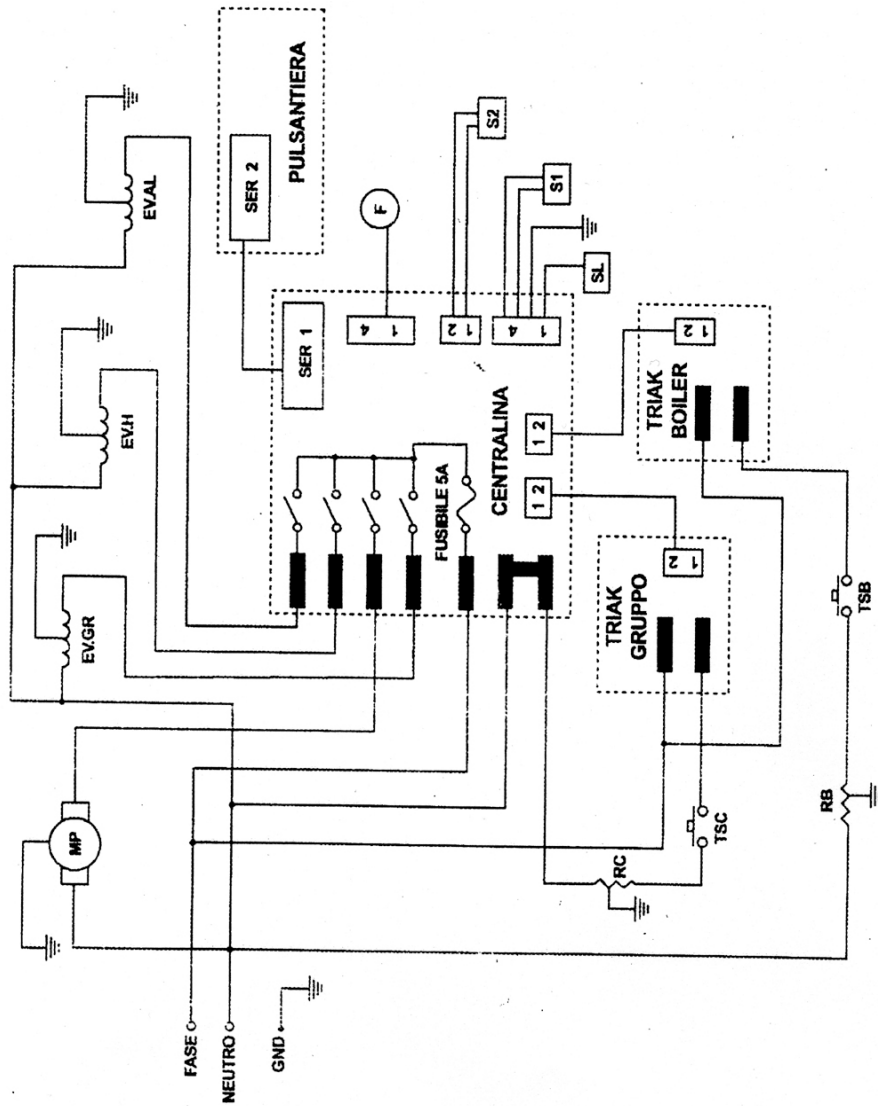 PULSANTIERA
SER 2
EV.AL
EV.H
EV.GR
MP
SER 1
F
1 4
S2
1 2
S1
1 4
SL
FUSIBILE 5A
CENTRALINA
1 2
1 2
TRIAK
BOILER
1 2
TRIAK
GRUPPO
1 2
TSB
TSC
RC
RB
FASE
NEUTRO
GND